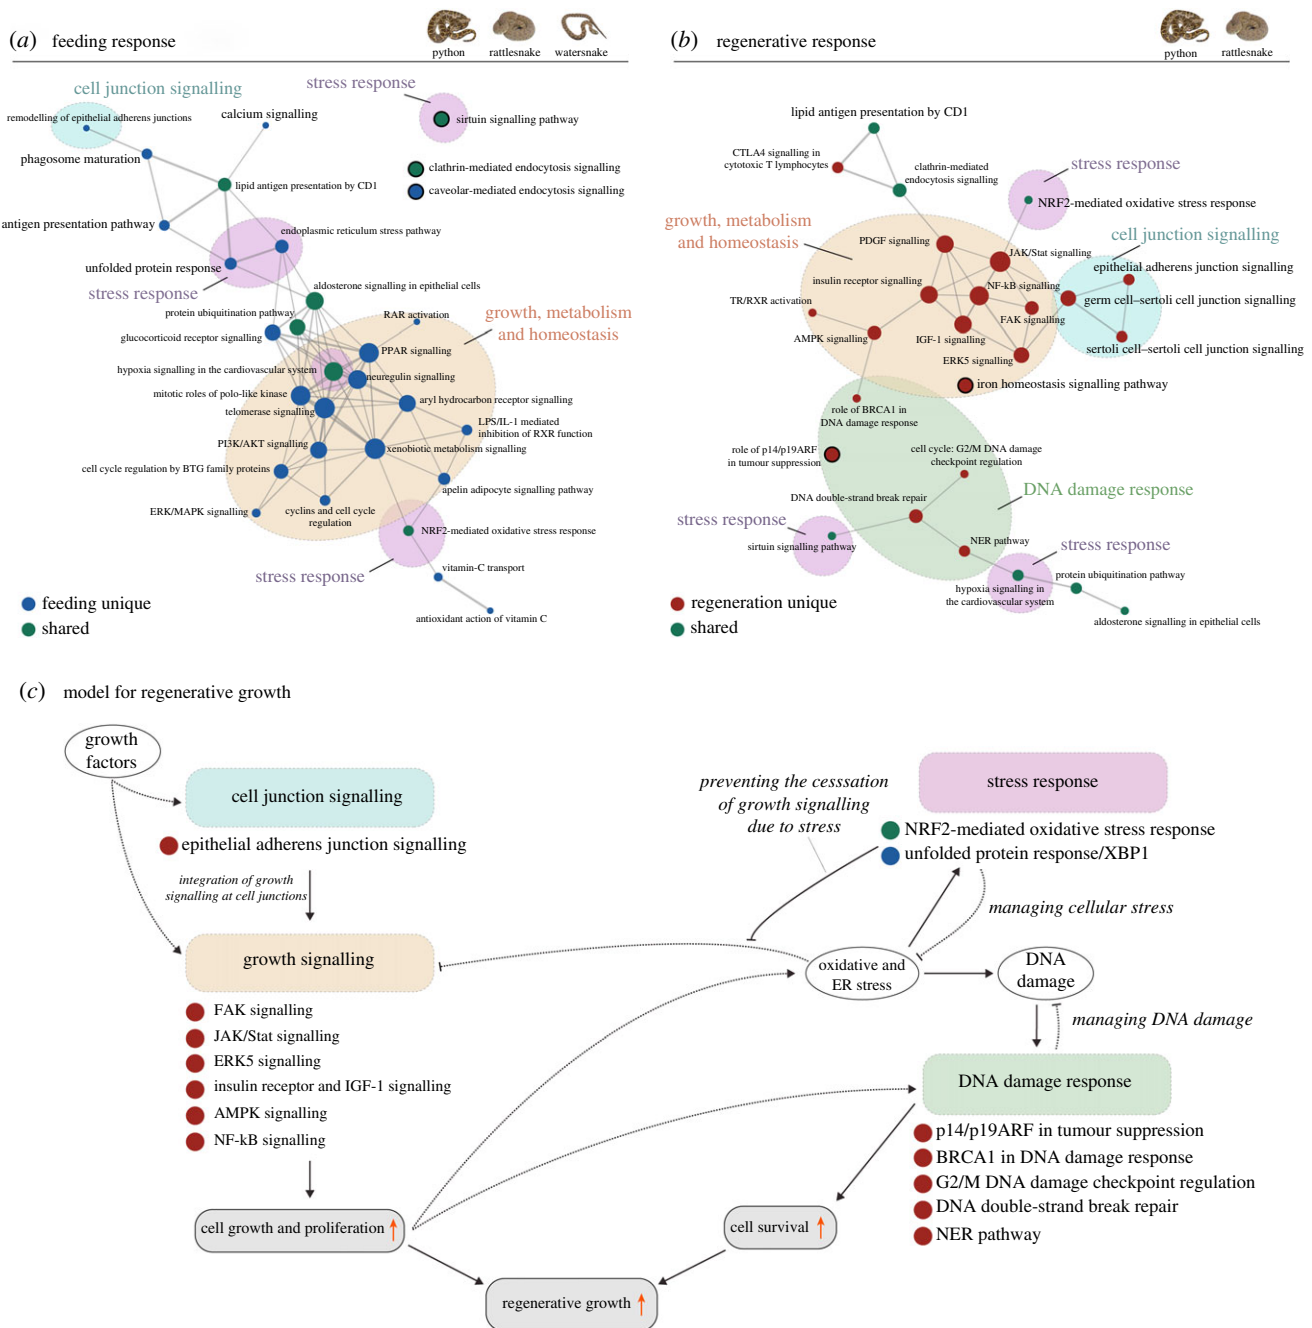 (a) feeding response
python
rattlesnake
watersnake
cell junction signalling
stress response
remodelling of epithelial adherens junctions
calcium signalling
sirtuin signalling pathway
phagosome maturation
clathrin-mediated endocytosis signalling
lipid antigen presentation by CD1
caveolar-mediated endocytosis signalling
antigen presentation pathway
endoplasmic reticulum stress pathway
unfolded protein response
stress response
aldosterone signalling in epithelial cells
protein ubiquitination pathway
RAR activation
growth, metabolism
and homeostasis
glucocorticoid receptor signalling
PPAR signalling
hypoxia signalling in the cardiovascular system
neuregulin signalling
mitotic roles of polo-like kinase
aryl hydrocarbon receptor signalling
telomerase signalling
LPS/IL-1 mediated
inhibition of RXR function
PI3K/AKT signalling
xenobiotic metabolism signalling
cell cycle regulation by BTG family proteins
apelin adipocyte signalling pathway
ERK/MAPK signalling
cyclins and cell cycle
regulation
NRF2-mediated oxidative stress response
stress response
vitamin-C transport
antioxidant action of vitamin C
feeding unique
shared
(b) regenerative response
python
rattlesnake
lipid antigen presentation by CD1
CTLA4 signalling in
cytotoxic T lymphocytes
clathrin-mediated
endocytosis signalling
stress response
NRF2-mediated oxidative stress response
growth, metabolism
and homeostasis
PDGF signalling
JAK/Stat signalling
cell junction signalling
epithelial adherens junction signalling
insulin receptor signalling
NF-kB signalling
germ cell–sertoli cell junction signalling
TR/RXR activation
FAK signalling
AMPK signalling
IGF-1 signalling
sertoli cell–sertoli cell junction signalling
ERK5 signalling
iron homeostasis signalling pathway
role of BRCA1 in
DNA damage response
role of p14/p19ARF
in tumour suppression
cell cycle: G2/M DNA damage
checkpoint regulation
DNA damage response
DNA double-strand break repair
stress response
sirtuin signalling pathway
NER pathway
stress response
protein ubiquitination pathway
hypoxia signalling in
the cardiovascular system
aldosterone signalling in epithelial cells
regeneration unique
shared
(c) model for regenerative growth
growth
factors
cell junction signalling
epithelial adherens junction signalling
integration of growth
signalling at cell junctions
growth signalling
FAK signalling
JAK/Stat signalling
ERK5 signalling
insulin receptor and IGF-1 signalling
AMPK signalling
NF-kB signalling
cell growth and proliferation ↑
preventing the cesssation
of growth signalling
due to stress
stress response
NRF2-mediated oxidative stress response
unfolded protein response/XBP1
managing cellular stress
oxidative and
ER stress
DNA
damage
managing DNA damage
DNA damage response
p14/p19ARF in tumour suppression
BRCA1 in DNA damage response
G2/M DNA damage checkpoint regulation
DNA double-strand break repair
NER pathway
cell survival ↑
regenerative growth ↑